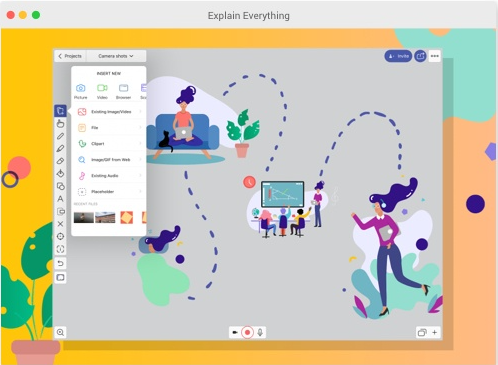 Explain Everything
Projects
Camera shots
Invite
INSERT NEW
Picture
Video
Browser
Existing Image/Video
File
Clipart
Image/GIF from Web
Existing Audio
Placeholder
RECENT FILES